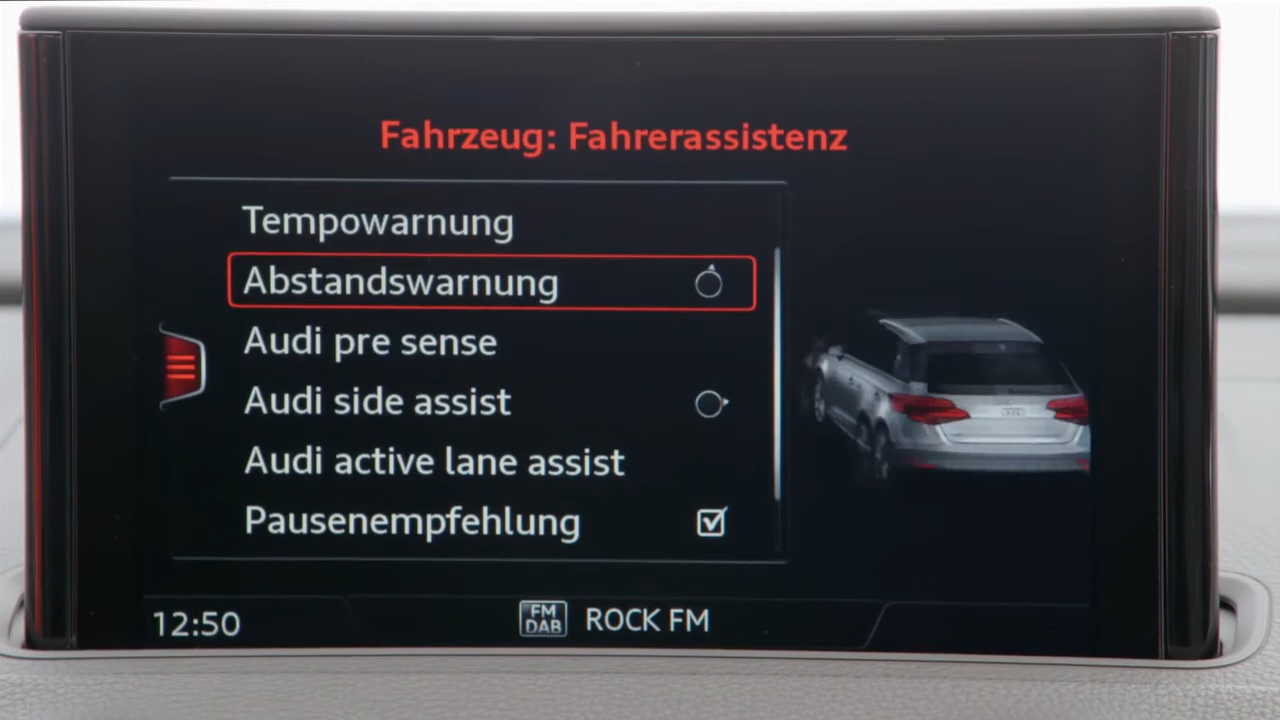 Fahrzeug: Fahrerassistenz
Tempowarnung
Abstandswarnung
Audi pre sense
Audi side assist
Audi active lane assist
Pausenempfehlung
12:50
FM DAB ROCK FM